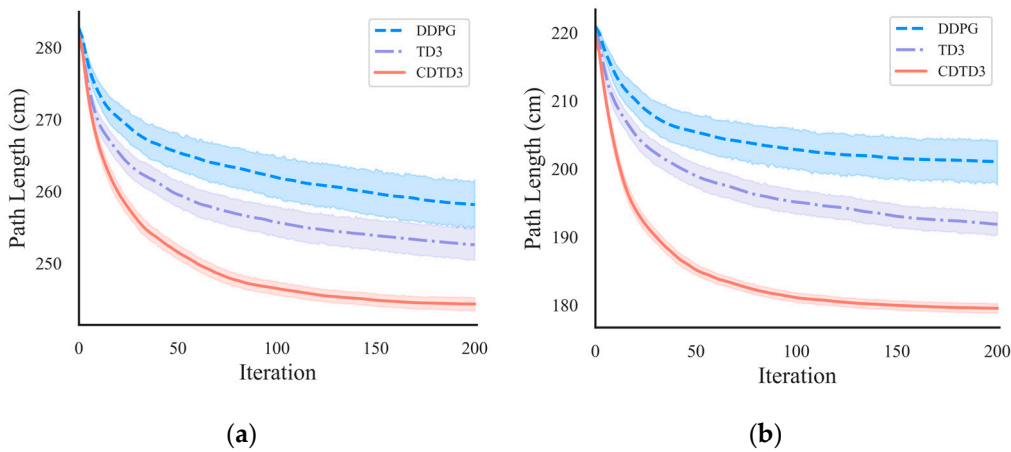 DDPG
TD3
CDTD3
Path Length (cm)
280
270
260
250
0
50
100
150
200
Iteration
(a)
DDPG
TD3
CDTD3
Path Length (cm)
220
210
200
190
180
0
50
100
150
200
Iteration
(b)